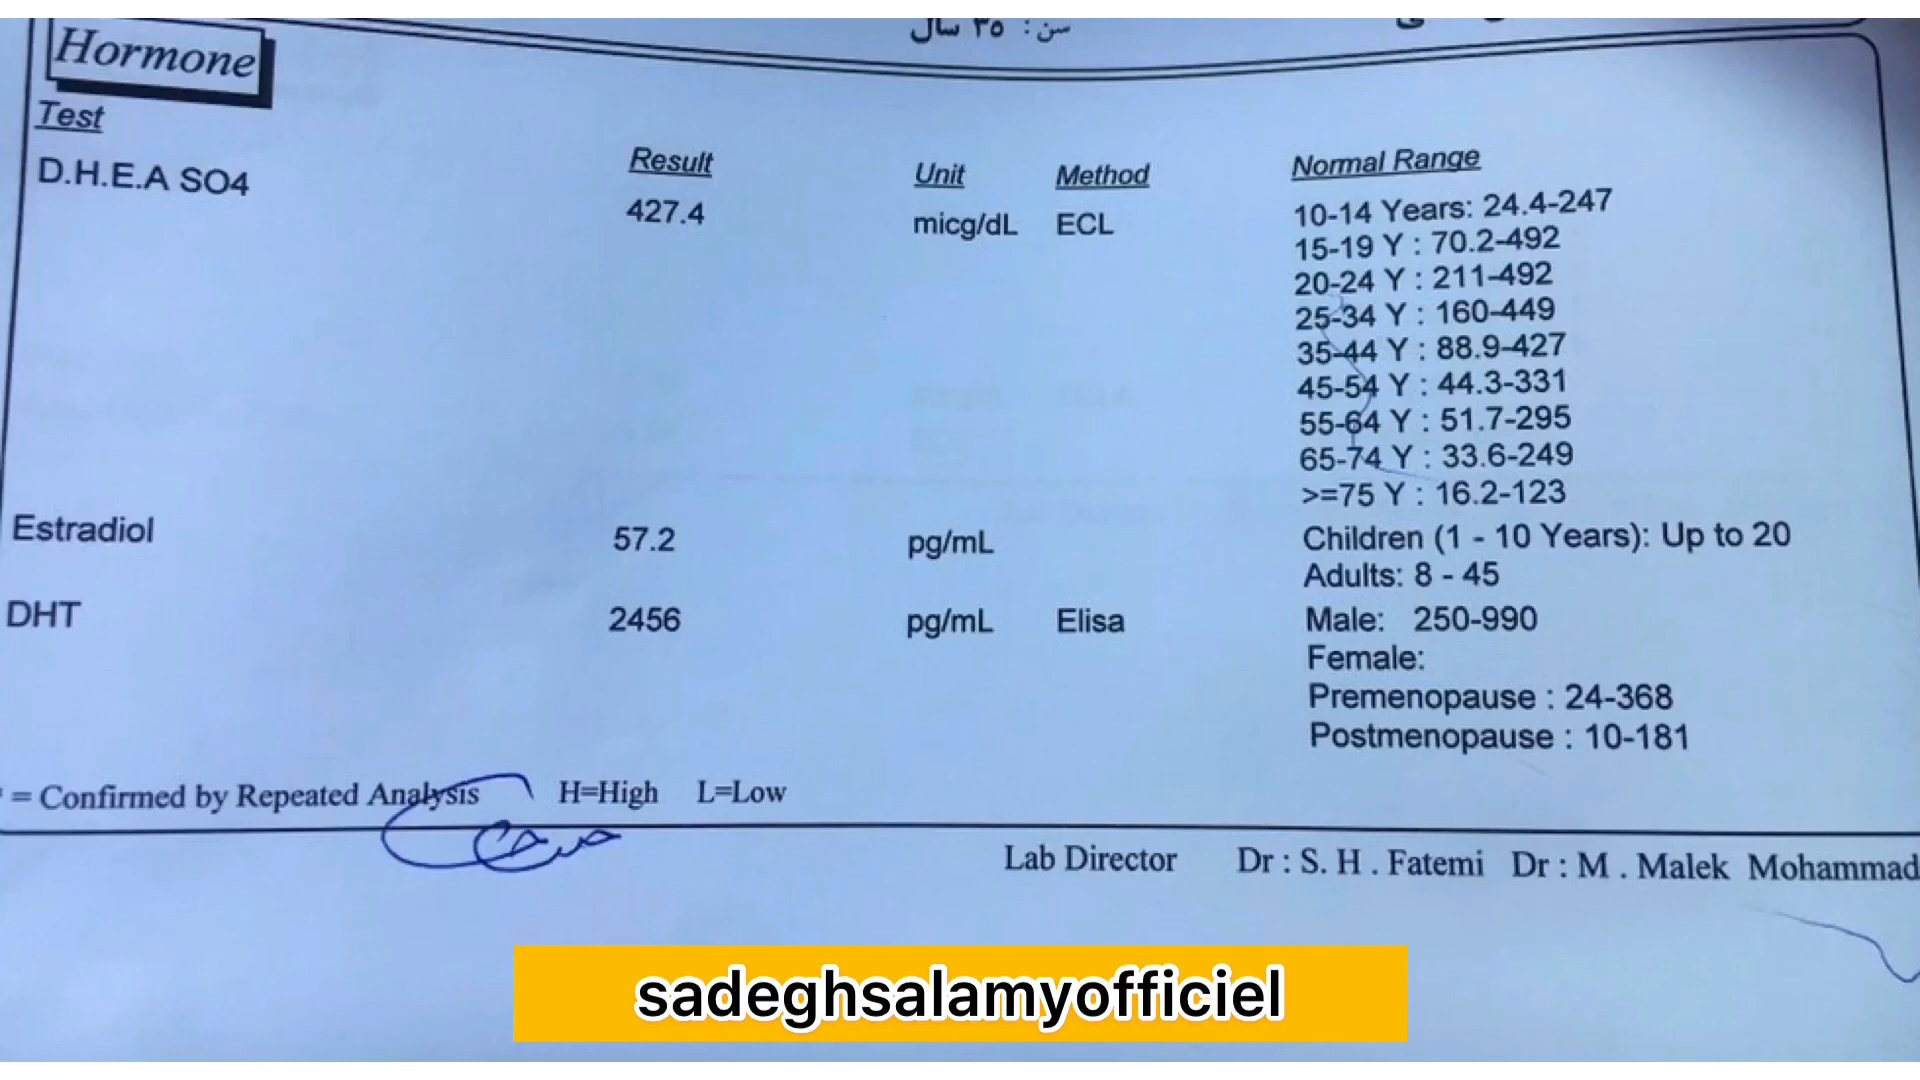 سن : ۳۵ سال
Hormone
Test Result Unit Method Normal Range
D.H.E.A SO4 427.4 micg/dL ECL 10-14 Years: 24.4-247
15-19 Y : 70.2-492
20-24 Y : 211-492
25-34 Y : 160-449
35-44 Y : 88.9-427
45-54 Y : 44.3-331
55-64 Y : 51.7-295
65-74 Y : 33.6-249
>=75 Y : 16.2-123
Estradiol 57.2 pg/mL Children (1 - 10 Years): Up to 20
Adults: 8 - 45
DHT 2456 pg/mL Elisa Male: 250-990
Female:
Premenopause : 24-368
Postmenopause : 10-181
= Confirmed by Repeated Analysis H=High L=Low
Lab Director Dr : S. H . Fatemi Dr : M . Malek Mohammad
sadeghsalamyofficiel